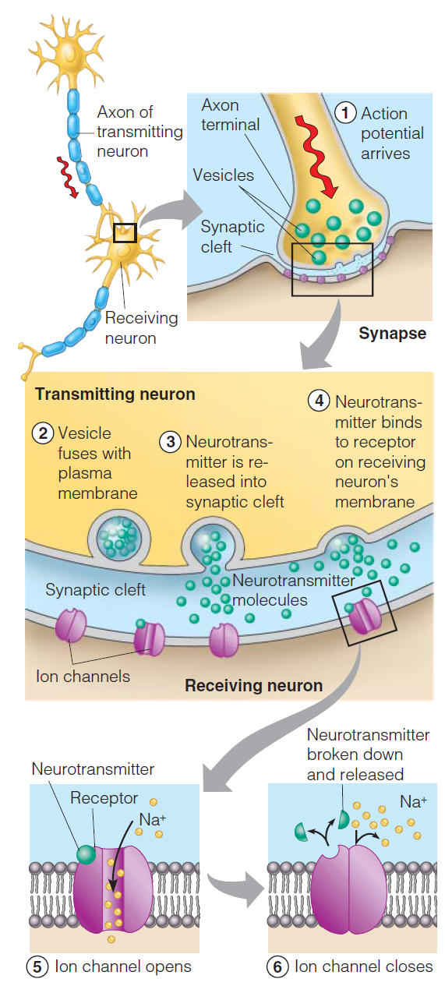 Axon of
transmitting
neuron
Receiving
neuron
Axon
terminal
Vesicles
Synaptic
cleft
1 Action
potential
arrives
Synapse
Transmitting neuron
2 Vesicle
fuses with
plasma
membrane
3 Neurotrans-
mitter is re-
leased into
synaptic cleft
4 Neurotrans-
mitter binds
to receptor
on receiving
neuron's
membrane
Synaptic cleft
Neurotransmitter
molecules
Ion channels
Receiving neuron
Neurotransmitter
Receptor
Na+
5 Ion channel opens
Neurotransmitter
broken down
and released
Na+
6 Ion channel closes